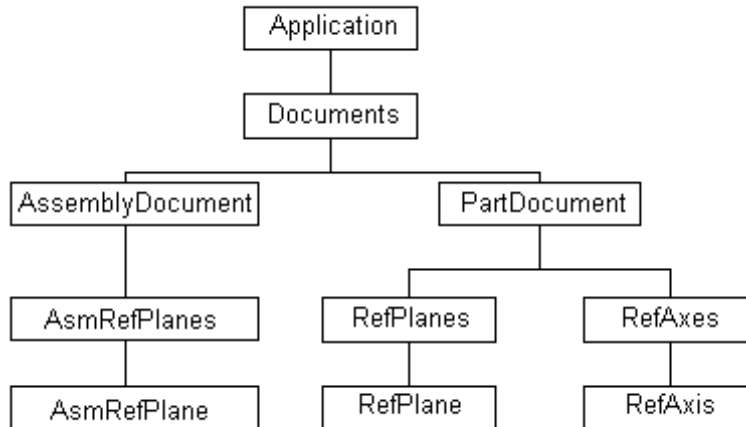 Application
Documents
AssemblyDocument
PartDocument
AsmRefPlanes
RefPlanes
RefAxes
AsmRefPlane
RefPlane
RefAxis